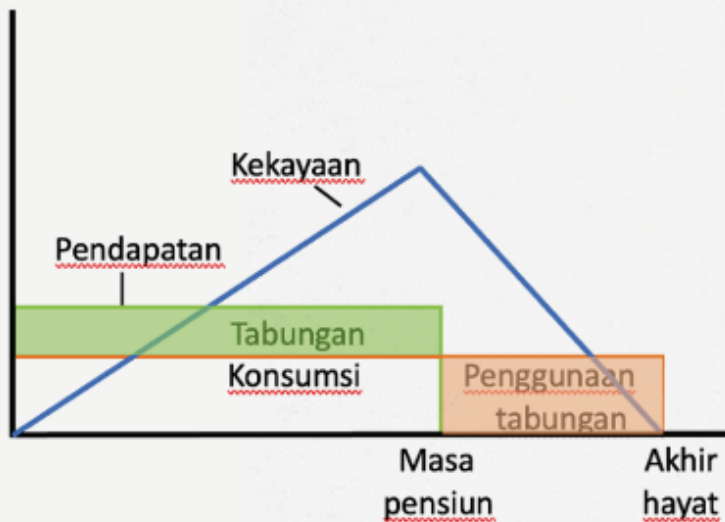 Kekayaan
Pendapatan
Tabungan
Konsumsi
Penggunaan
tabungan
Masa
pensiun
Akhir
hayat